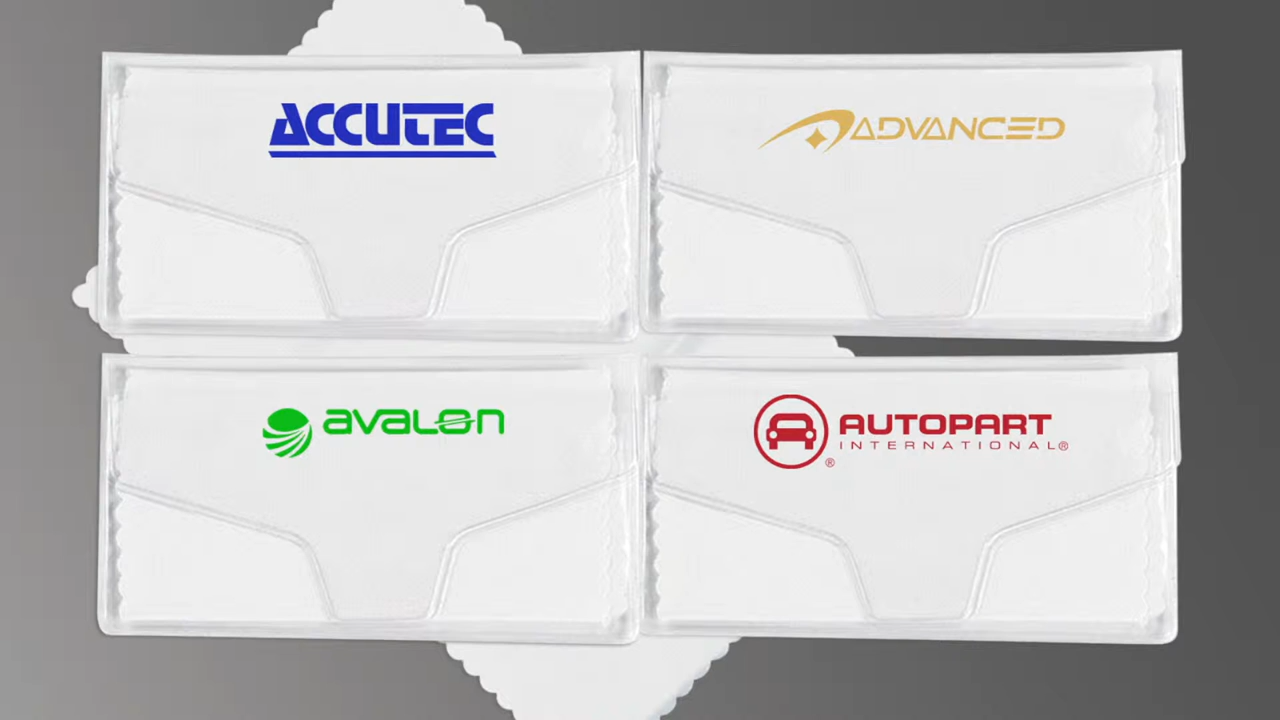 ACCUTEC
ADVANCED
avalon
AUTOPART
INTERNATIONAL®
®